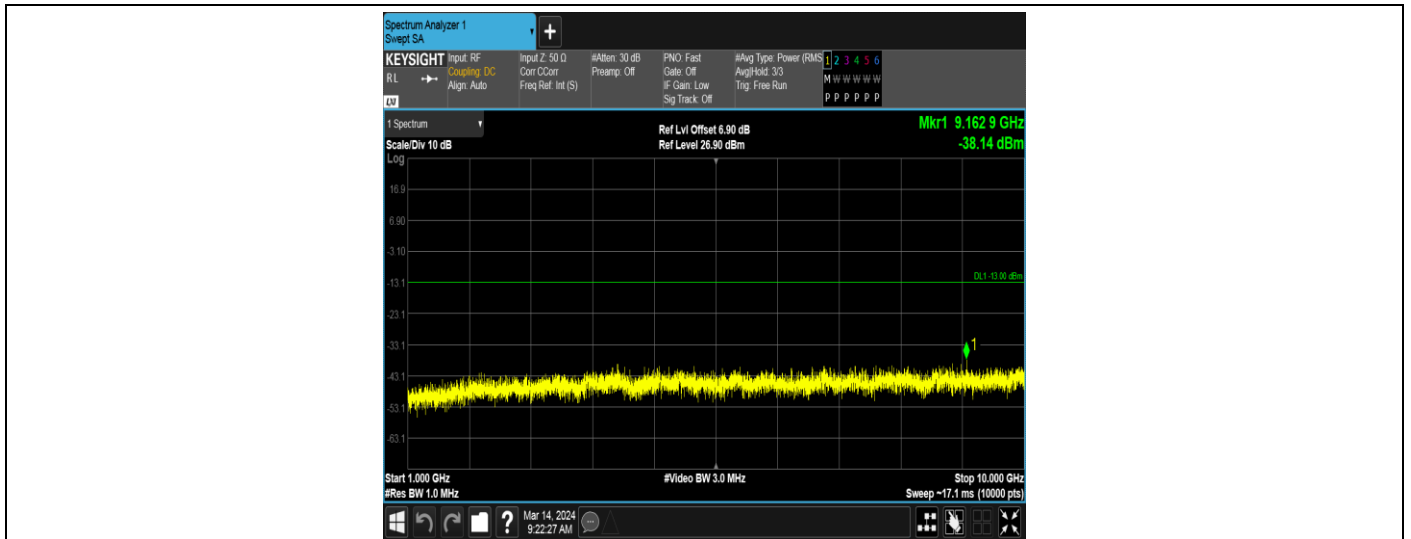 Spectrum Analyzer 1
Swept SA
+
KEYSIGHT Input: RF Input Z: 50 Ω #Atten: 30 dB PNO: Fast #Avg Type: Power (RMS 1 2 3 4 5 6
RL Coupling: DC Corr CCorr Preamp: Off Gate: Off Avg|Hold: 3/3 M W W W W W
Align: Auto Freq Ref: Int (S) IF Gain: Low Trig: Free Run
Sig Track: Off P P P P P P
LXI
1 Spectrum
Ref Lvl Offset 6.90 dB Mkr1 9.162 9 GHz
Scale/Div 10 dB Ref Level 26.90 dBm -38.14 dBm
Log
16.9
6.90
-3.10
DL1 -13.00 dBm
-13.1
-23.1
-33.1
1
-43.1
-53.1
-63.1
Start 1.000 GHz #Video BW 3.0 MHz Stop 10.000 GHz
#Res BW 1.0 MHz Sweep ~17.1 ms (10000 pts)
? Mar 14, 2024
9:22:27 AM